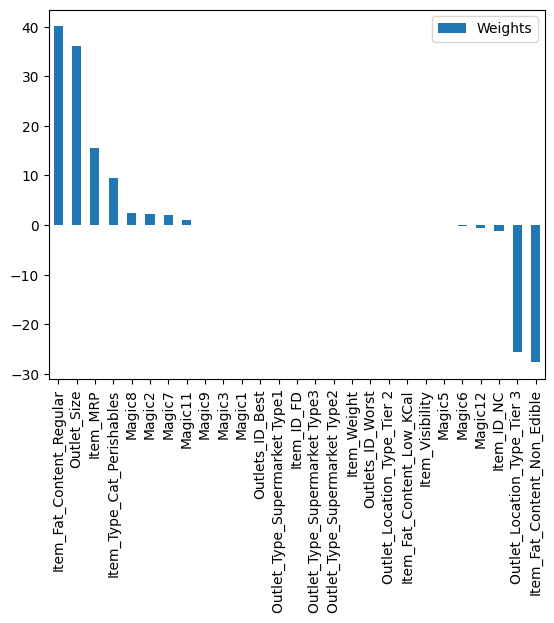 Weights
40
30
20
10
0
−10
−20
−30
Item_Fat_Content_Regular
Outlet_Size
Item_MRP
Item_Type_Cat_Perishables
Magic8
Magic2
Magic7
Magic11
Magic9
Magic3
Magic1
Outlets_ID_Best
Outlet_Type_Supermarket Type1
Item_ID_FD
Outlet_Type_Supermarket Type3
Outlet_Type_Supermarket Type2
Item_Weight
Outlets_ID_Worst
Outlet_Location_Type_Tier 2
Item_Fat_Content_Low_KCal
Item_Visibility
Magic5
Magic6
Magic12
Item_ID_NC
Outlet_Location_Type_Tier 3
Item_Fat_Content_Non_Edible